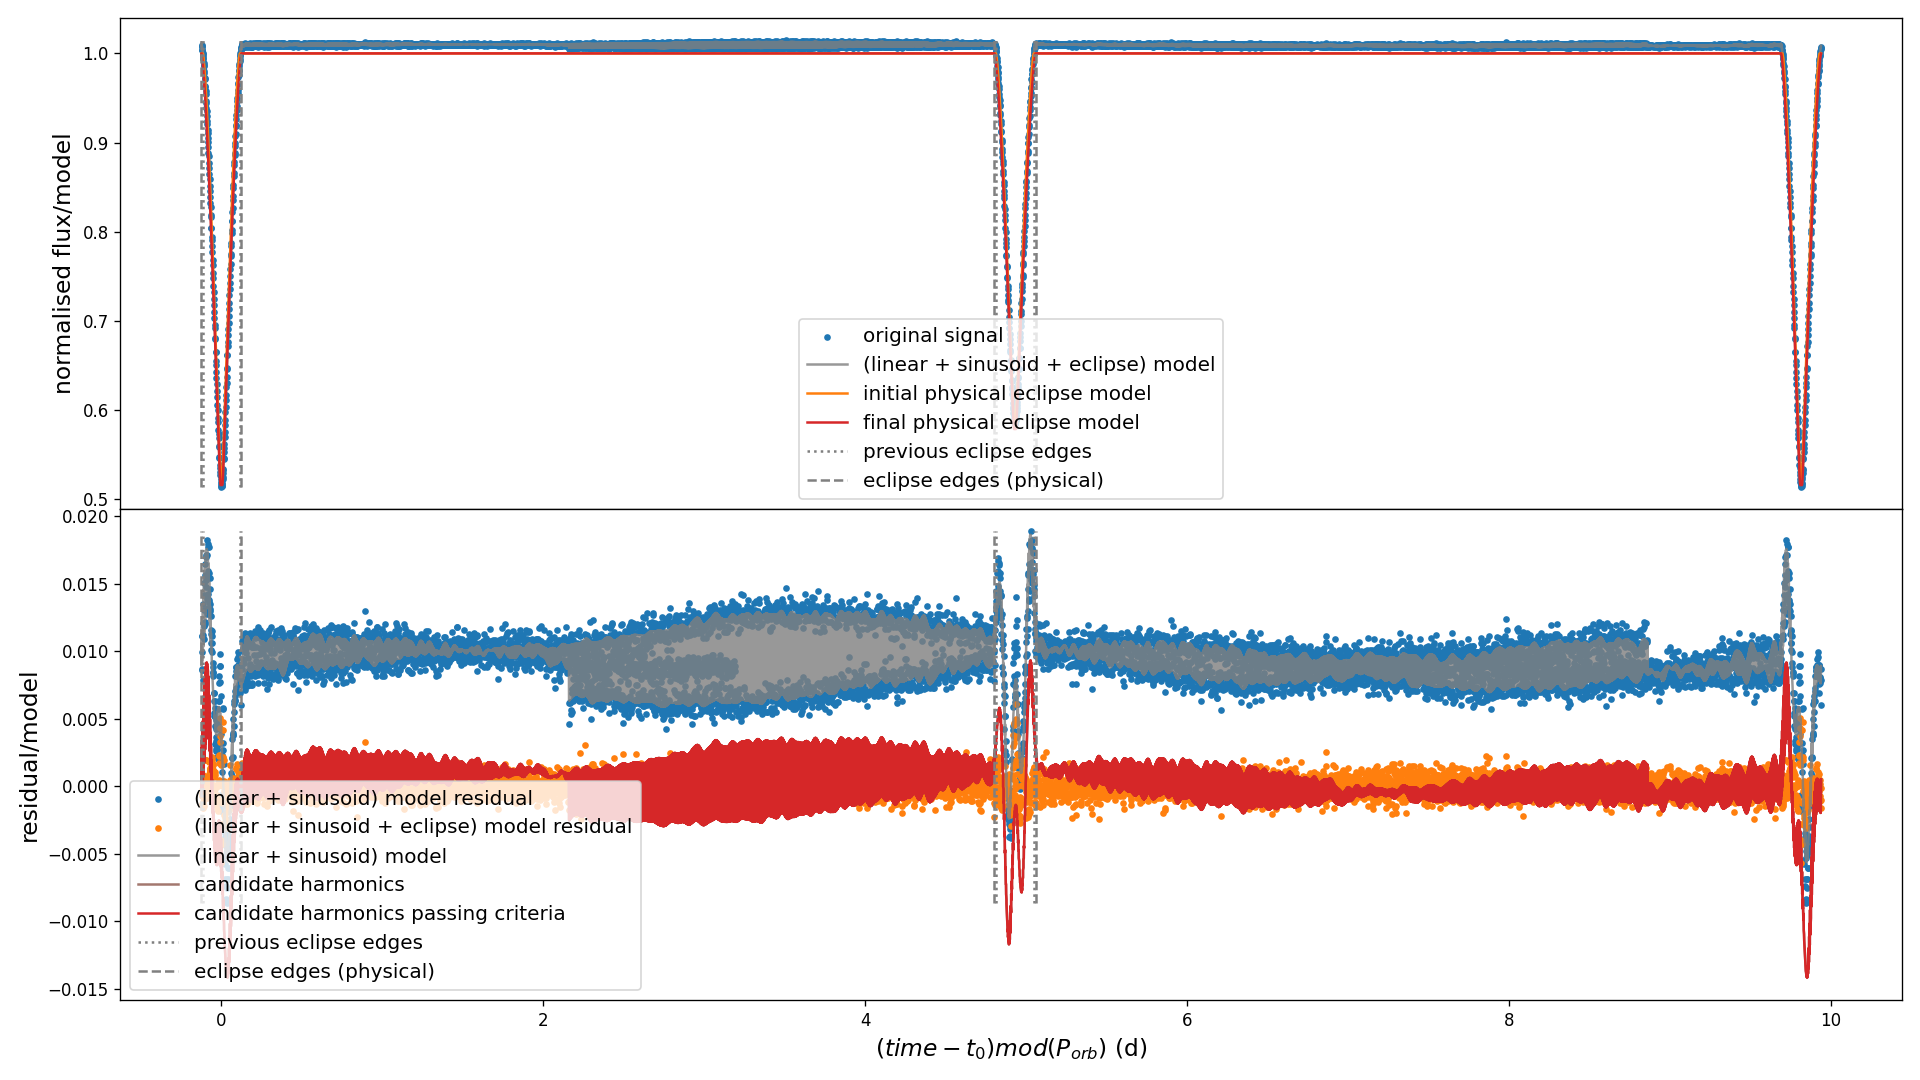 normalised flux/model
1.0
0.9
0.8
0.7
0.6
0.5
original signal
(linear + sinusoid + eclipse) model
initial physical eclipse model
final physical eclipse model
previous eclipse edges
eclipse edges (physical)
residual/model
0.020
0.015
0.010
0.005
0.000
−0.005
−0.010
−0.015
(linear + sinusoid) model residual
(linear + sinusoid + eclipse) model residual
(linear + sinusoid) model
candidate harmonics
candidate harmonics passing criteria
previous eclipse edges
eclipse edges (physical)
0 2 4 6 8 10
(time − t₀)mod(Pₒᵣᵦ) (d)